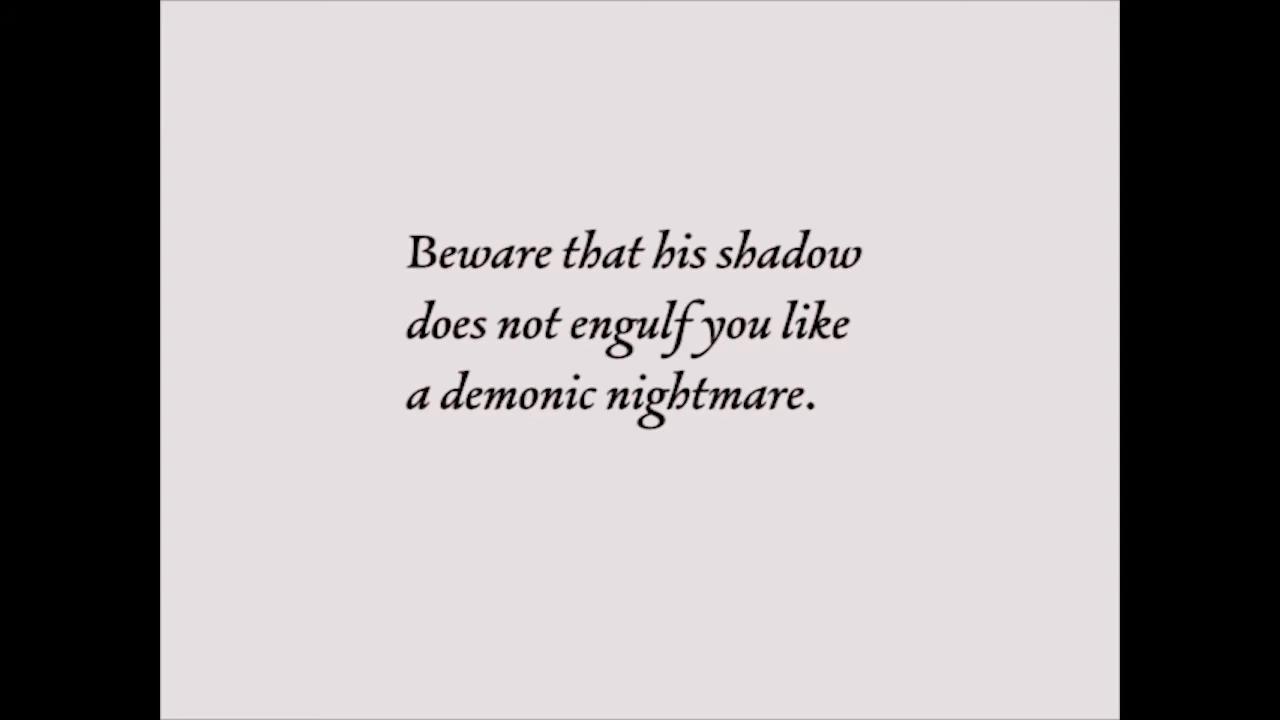 Beware that his shadow
does not engulf you like
a demonic nightmare.